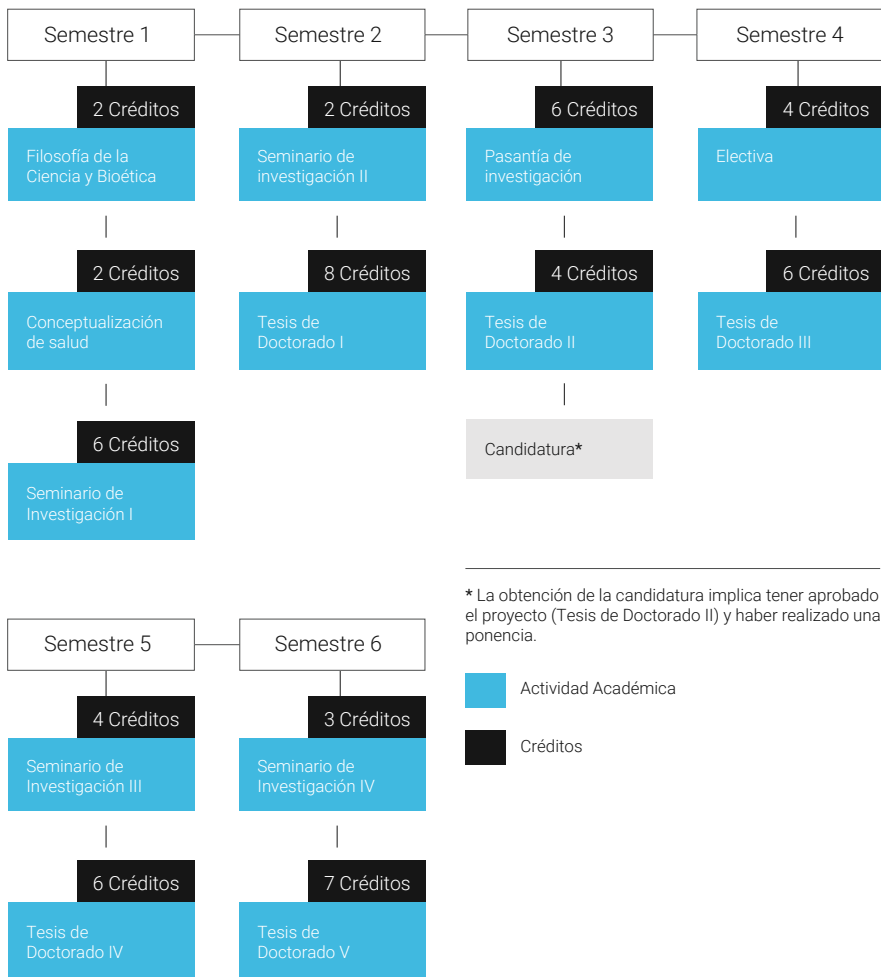 Semestre 1
2 Créditos
Filosofía de la
Ciencia y Bioética
2 Créditos
Conceptualización
de salud
6 Créditos
Seminario de
Investigación I
Semestre 2
2 Créditos
Seminario de
investigación II
8 Créditos
Tesis de
Doctorado I
Semestre 3
6 Créditos
Pasantía de
investigación
4 Créditos
Tesis de
Doctorado II
Candidatura*
Semestre 4
4 Créditos
Electiva
6 Créditos
Tesis de
Doctorado III
* La obtención de la candidatura implica tener aprobado
el proyecto (Tesis de Doctorado II) y haber realizado una
ponencia.
Actividad Académica
Créditos
Semestre 5
4 Créditos
Seminario de
Investigación III
6 Créditos
Tesis de
Doctorado IV
Semestre 6
3 Créditos
Seminario de
Investigación IV
7 Créditos
Tesis de
Doctorado V